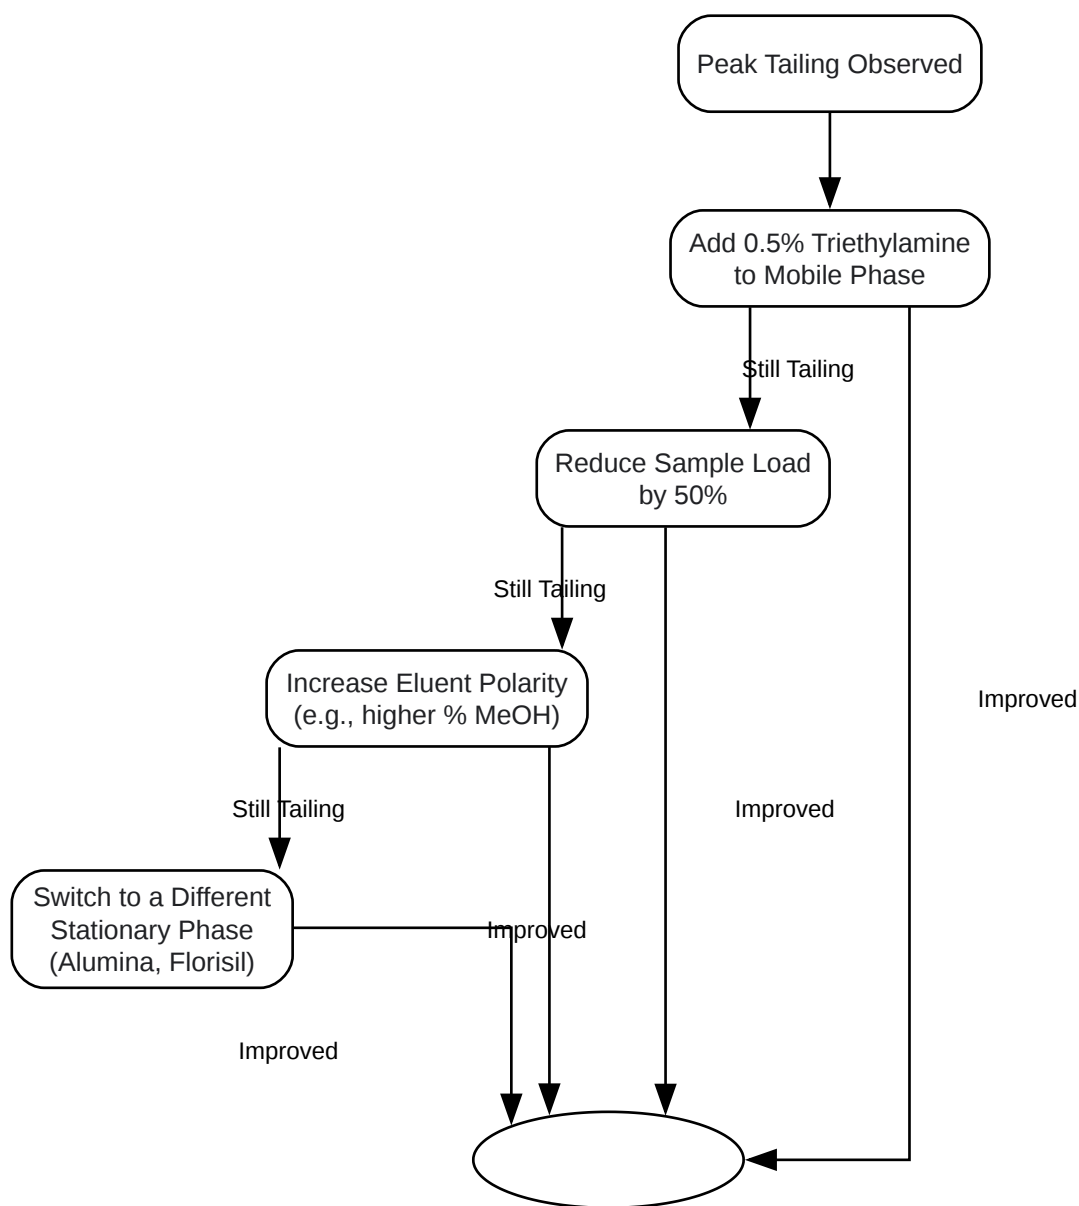 Peak Tailing Observed
Add 0.5% Triethylamine
to Mobile Phase
Still Tailing
Reduce Sample Load
by 50%
Still Tailing
Increase Eluent Polarity
(e.g., higher % MeOH)
Improved
Still Tailing
Improved
Switch to a Different
Stationary Phase
(Alumina, Florisil)
Improved
Improved